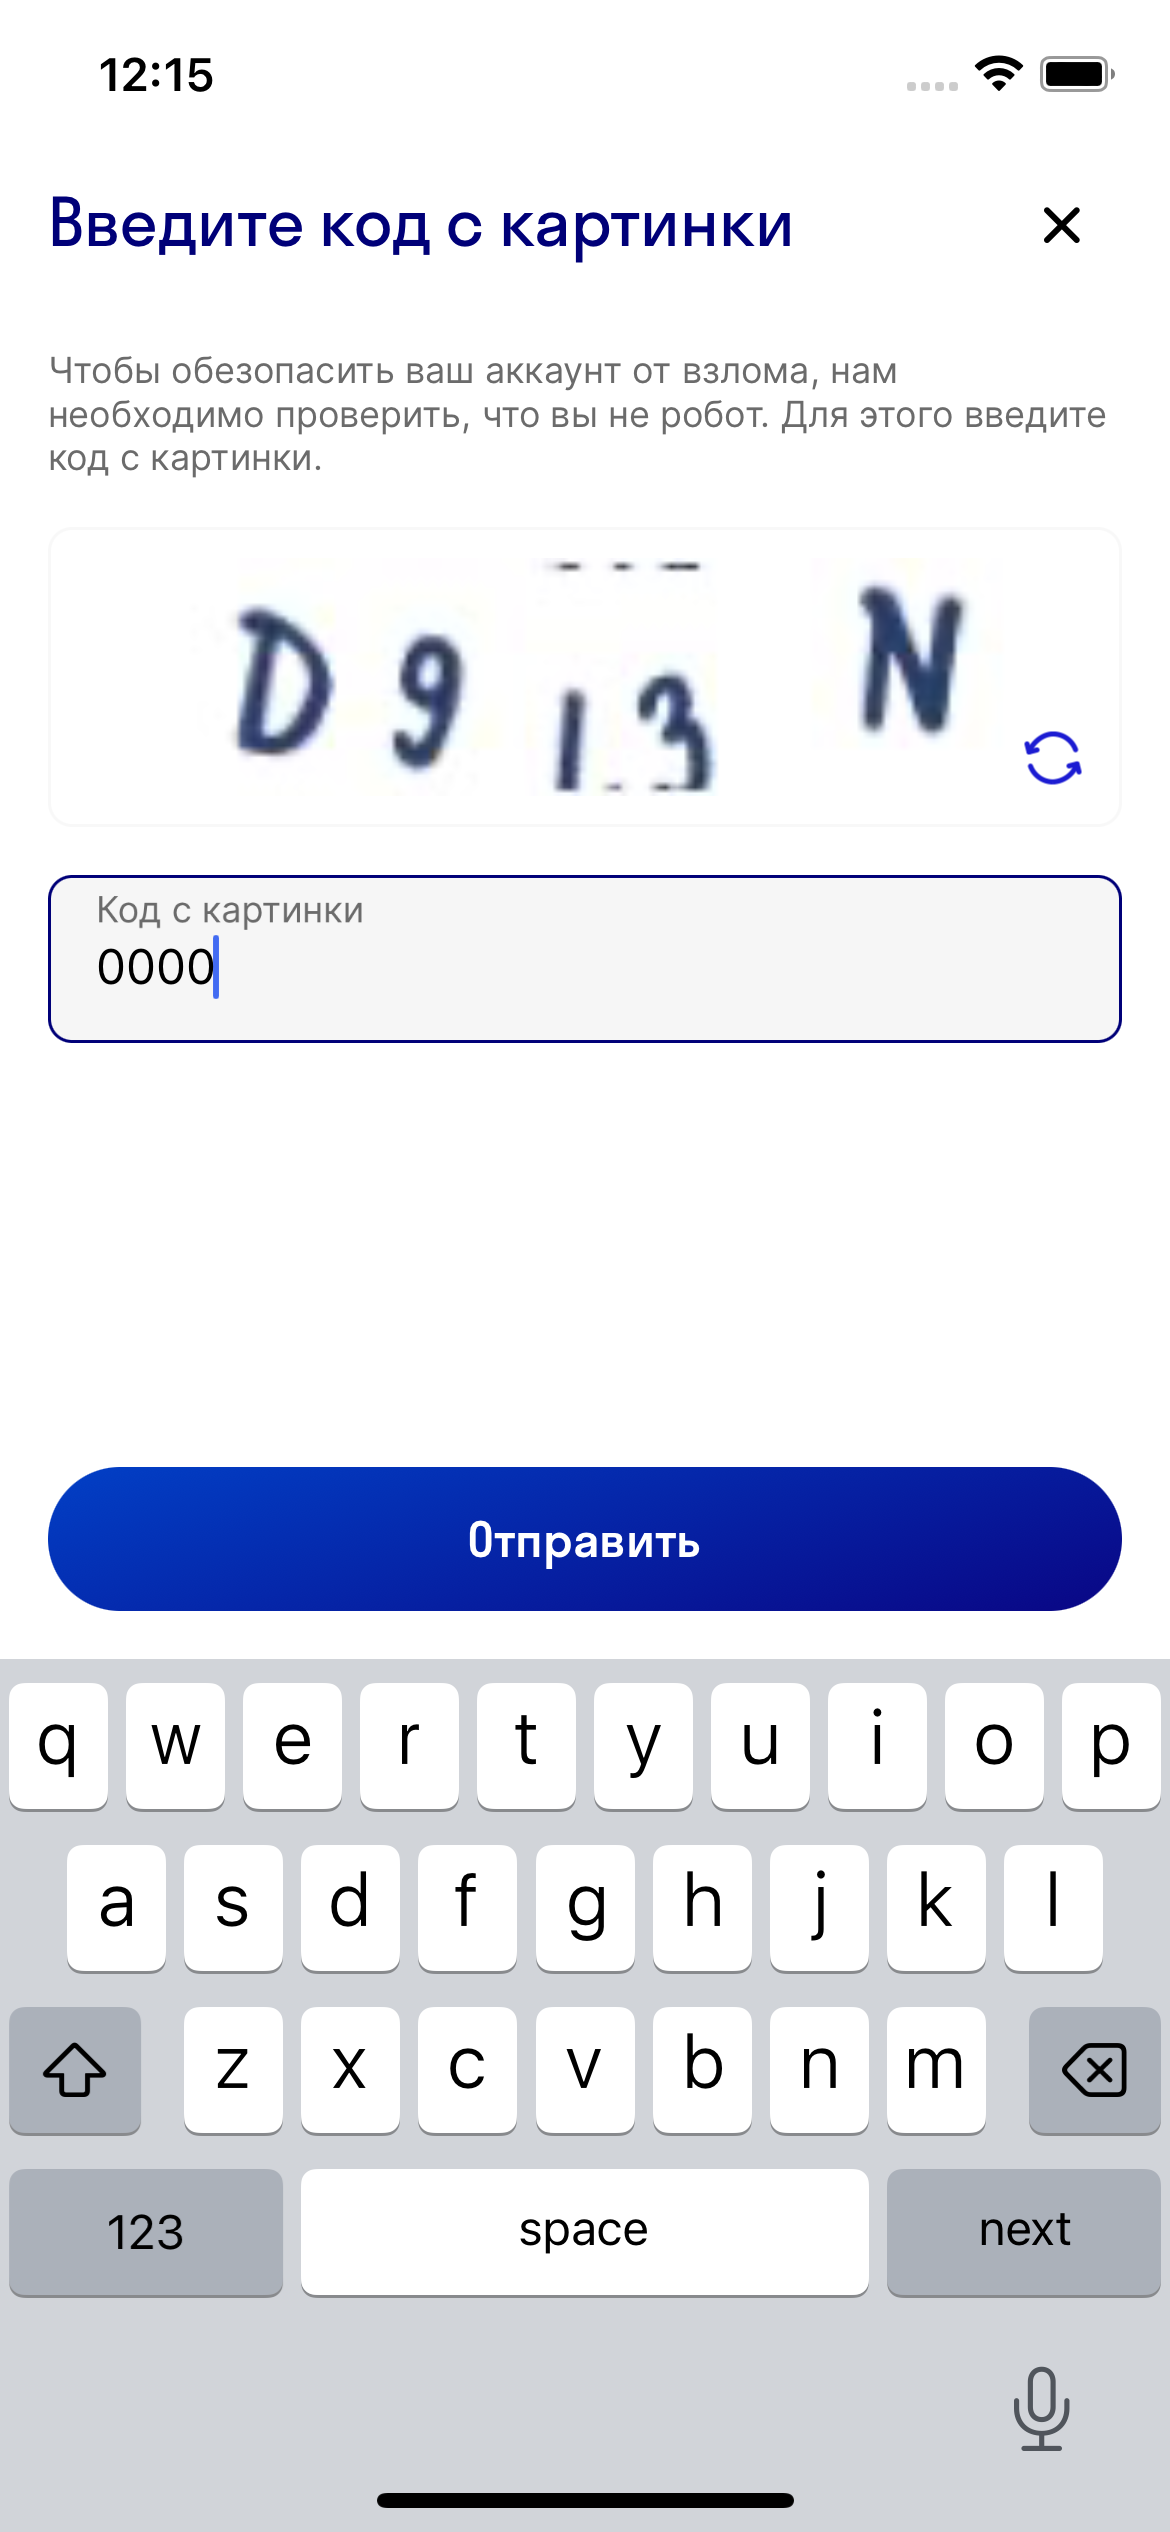 12:15
Введите код с картинки
Чтобы обезопасить ваш аккаунт от взлома, нам
необходимо проверить, что вы не робот. Для этого введите
код с картинки.
D 9 1 3 N
Код с картинки
0000
Отправить
q w e r t y u i o p
a s d f g h j k l
z x c v b n m
123 space next